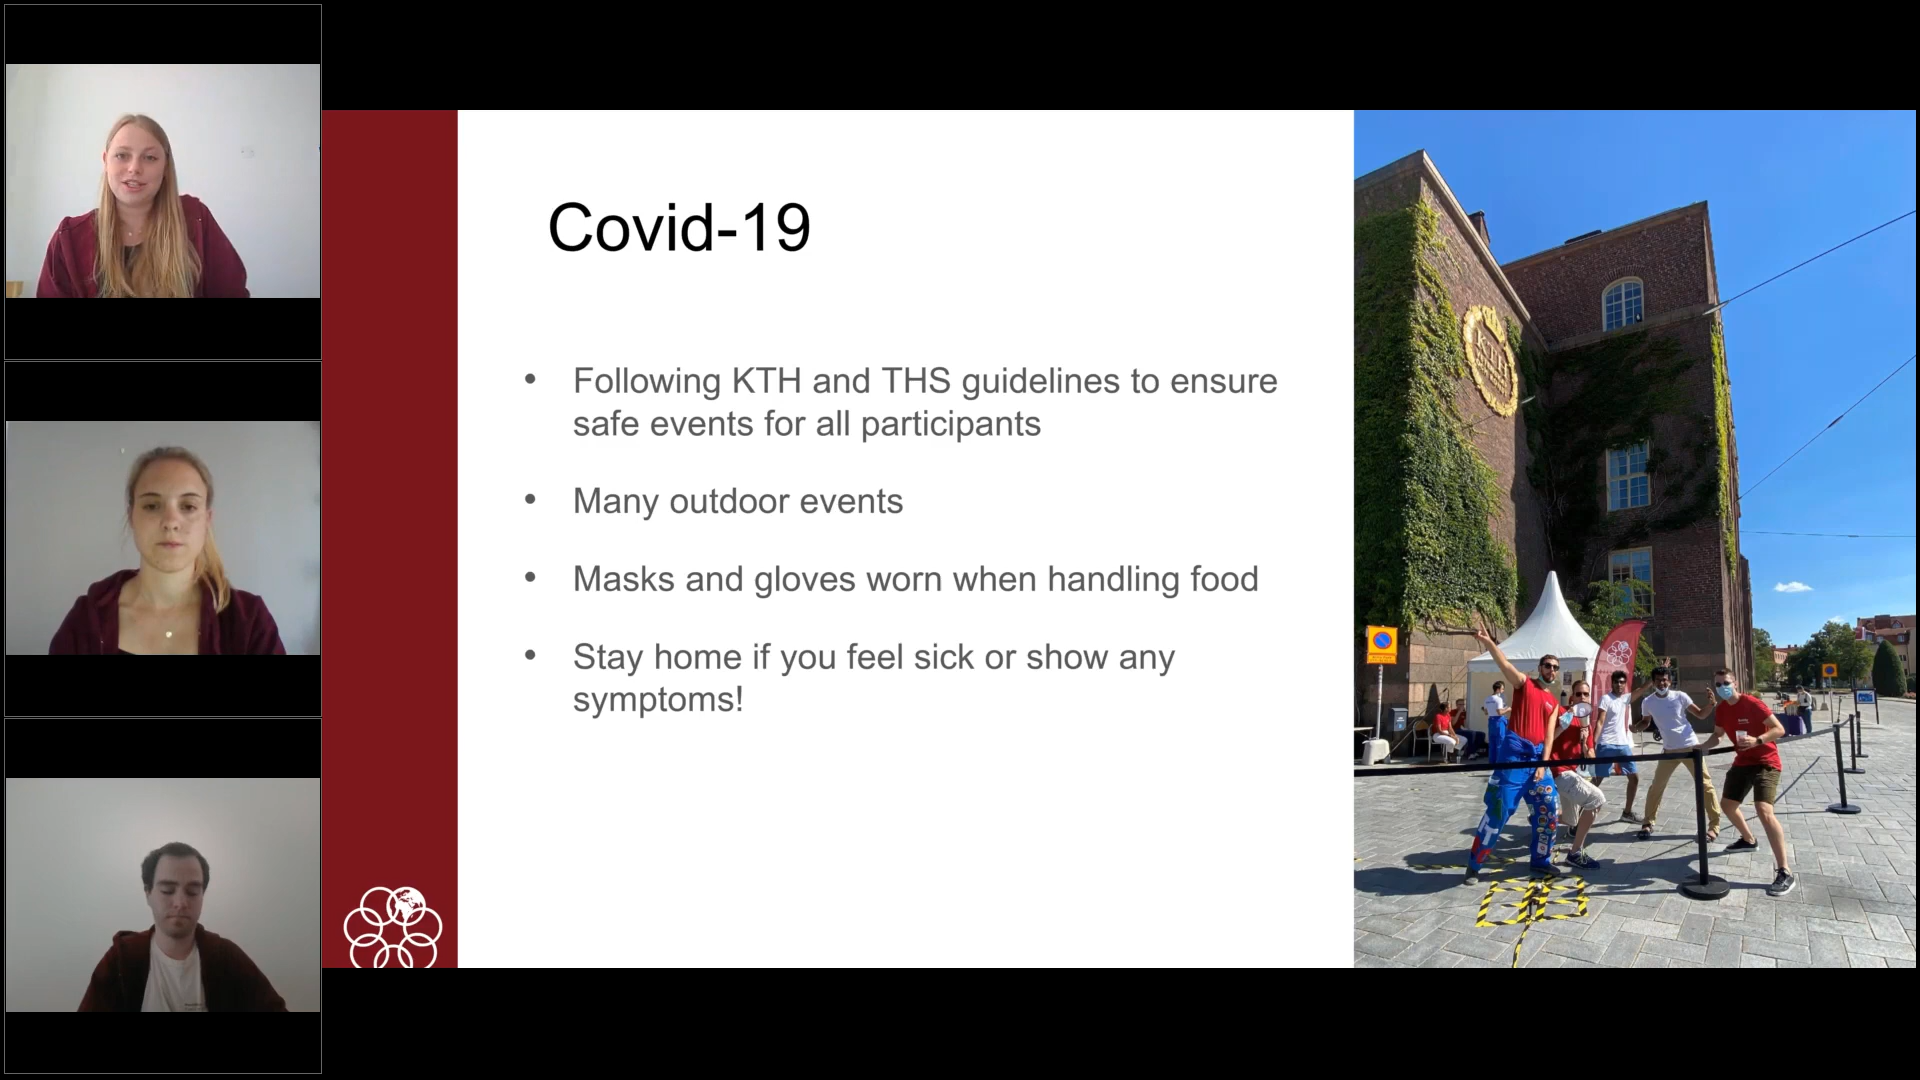 Covid-19
• Following KTH and THS guidelines to ensure
safe events for all participants
• Many outdoor events
• Masks and gloves worn when handling food
• Stay home if you feel sick or show any
symptoms!
KTH